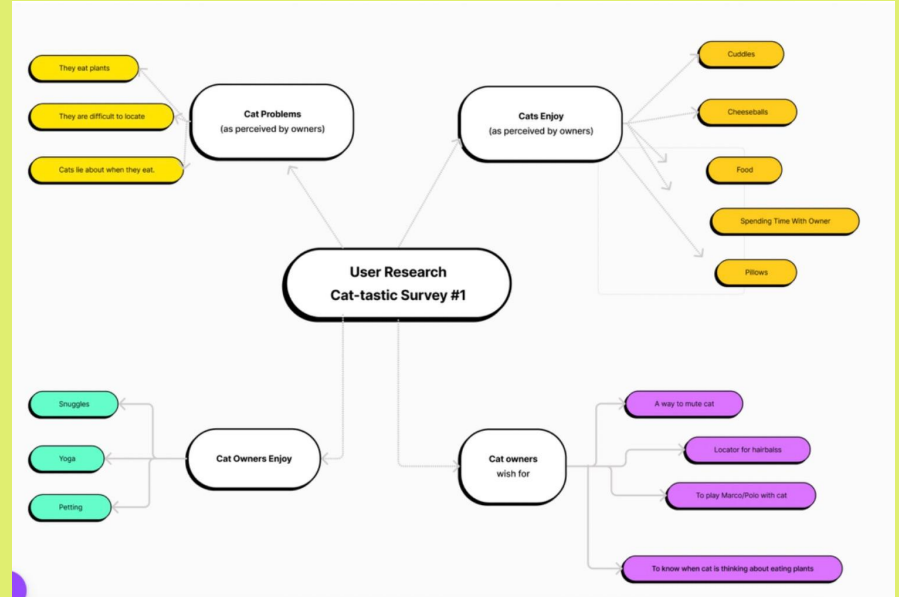 They eat plants
They are difficult to locate
Cats lie about when they eat.
Cat Problems
(as perceived by owners)
Cats Enjoy
(as perceived by owners)
Cuddles
Cheeseballs
Food
Spending Time With Owner
Pillows
User Research
Cat-tastic Survey #1
Snuggles
Yoga
Petting
Cat Owners Enjoy
Cat owners
wish for
A way to mute cat
Locator for hairbalss
To play Marco/Polo with cat
To know when cat is thinking about eating plants